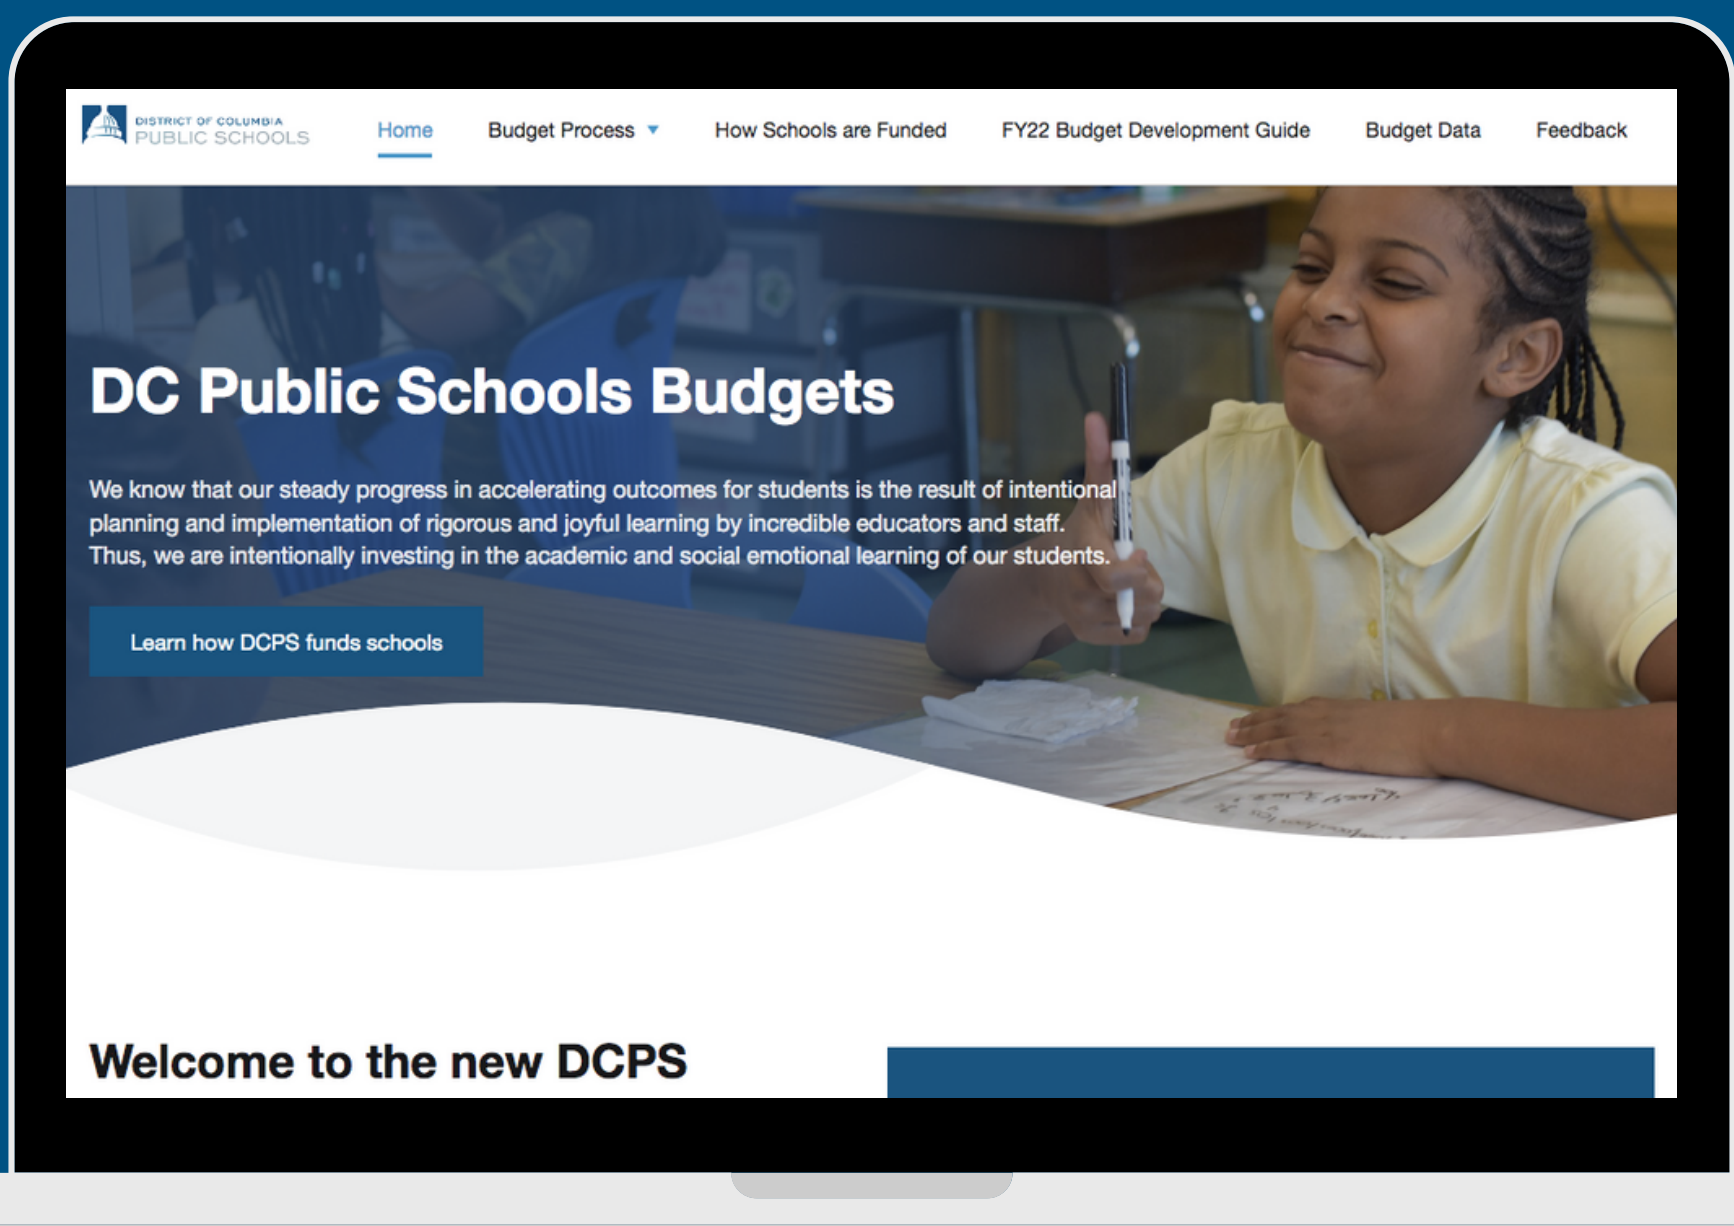 DISTRICT OF COLUMBIA
PUBLIC SCHOOLS
Home
Budget Process
How Schools are Funded
FY22 Budget Development Guide
Budget Data
Feedback
DC Public Schools Budgets
We know that our steady progress in accelerating outcomes for students is the result of intentional
planning and implementation of rigorous and joyful learning by incredible educators and staff.
Thus, we are intentionally investing in the academic and social emotional learning of our students.
Learn how DCPS funds schools
Welcome to the new DCPS